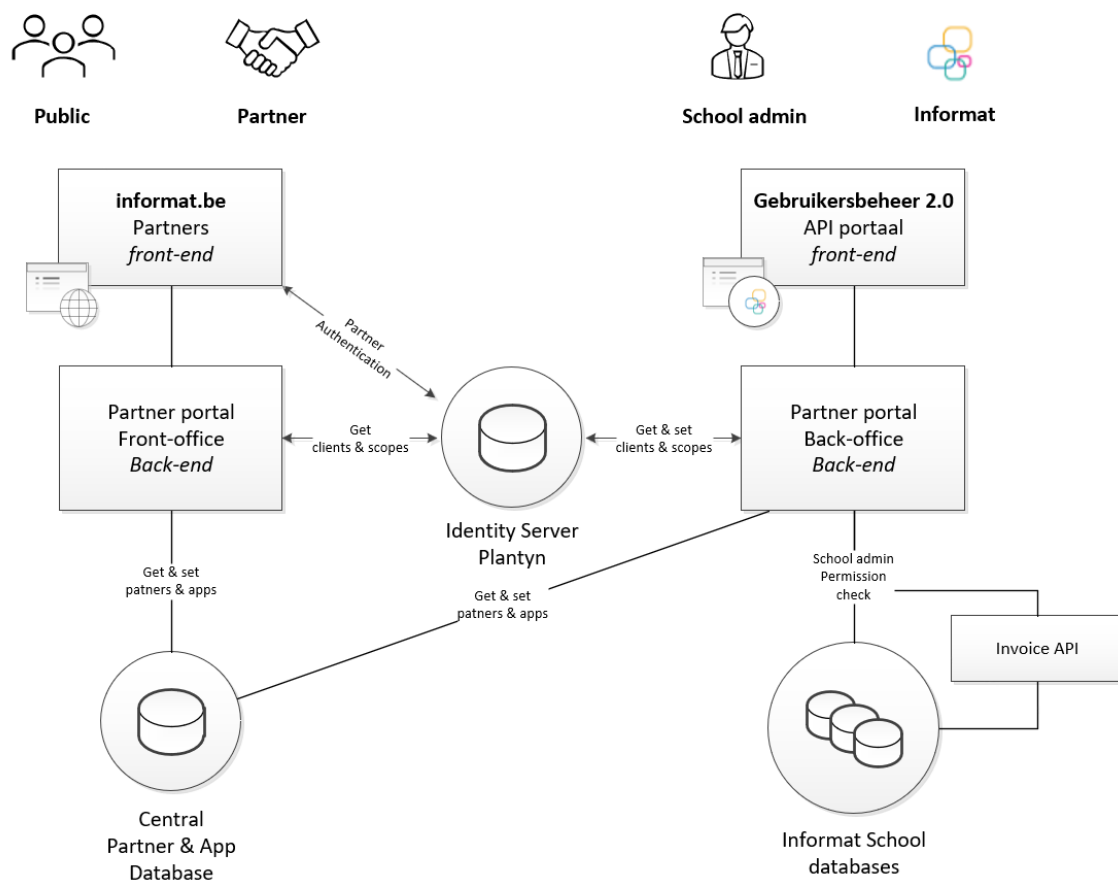 Public
Partner
School admin
Informat
informat.be
Partners
front-end
Gebruikersbeheer 2.0
API portaal
front-end
Partner
Authentication
Partner portal
Front-office
Back-end
Get
clients & scopes
Get & set
clients & scopes
Partner portal
Back-office
Back-end
Identity Server
Plantyn
Get & set
patners & apps
Get & set
patners & apps
School admin
Permission
check
Invoice API
Central
Partner & App
Database
Informat School
databases